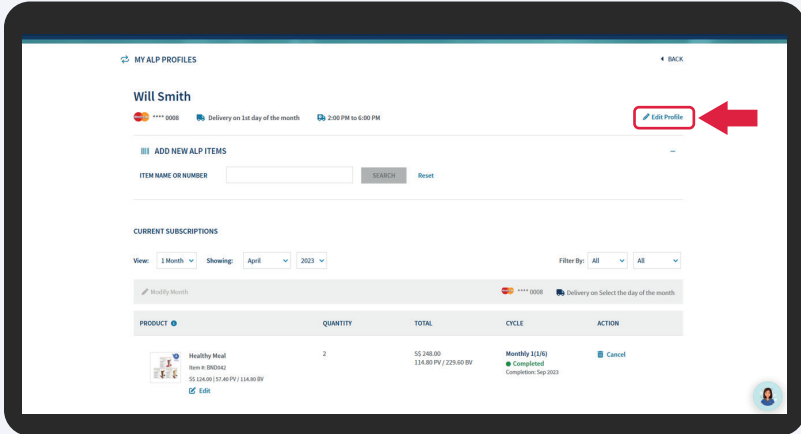 MY ALP PROFILES
BACK
Will Smith
**** 0008 Delivery on 1st day of the month 2:00 PM to 6:00 PM
Edit Profile
ADD NEW ALP ITEMS
ITEM NAME OR NUMBER SEARCH Reset
CURRENT SUBSCRIPTIONS
View: 1 Month Showing: April 2023 Filter By: All All
Modify Month **** 0008 Delivery on Select the day of the month
PRODUCT QUANTITY TOTAL CYCLE ACTION
Healthy Meal 2 S$ 248.00 Monthly 1(1/6) Cancel
Item #: BND842 114.80 PV / 229.60 BV Completed
S$ 124.00 | 57.40 PV / 114.80 BV Completion: Sep 2023
Edit